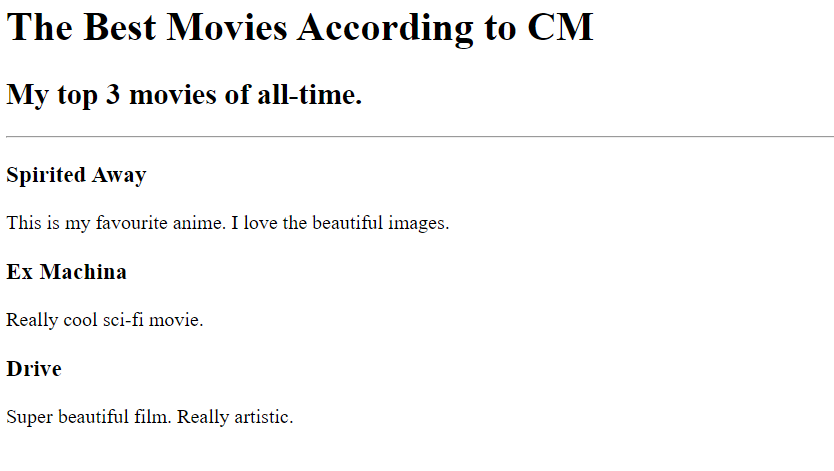 The Best Movies According to CM
My top 3 movies of all-time.
Spirited Away
This is my favourite anime. I love the beautiful images.
Ex Machina
Really cool sci-fi movie.
Drive
Super beautiful film. Really artistic.